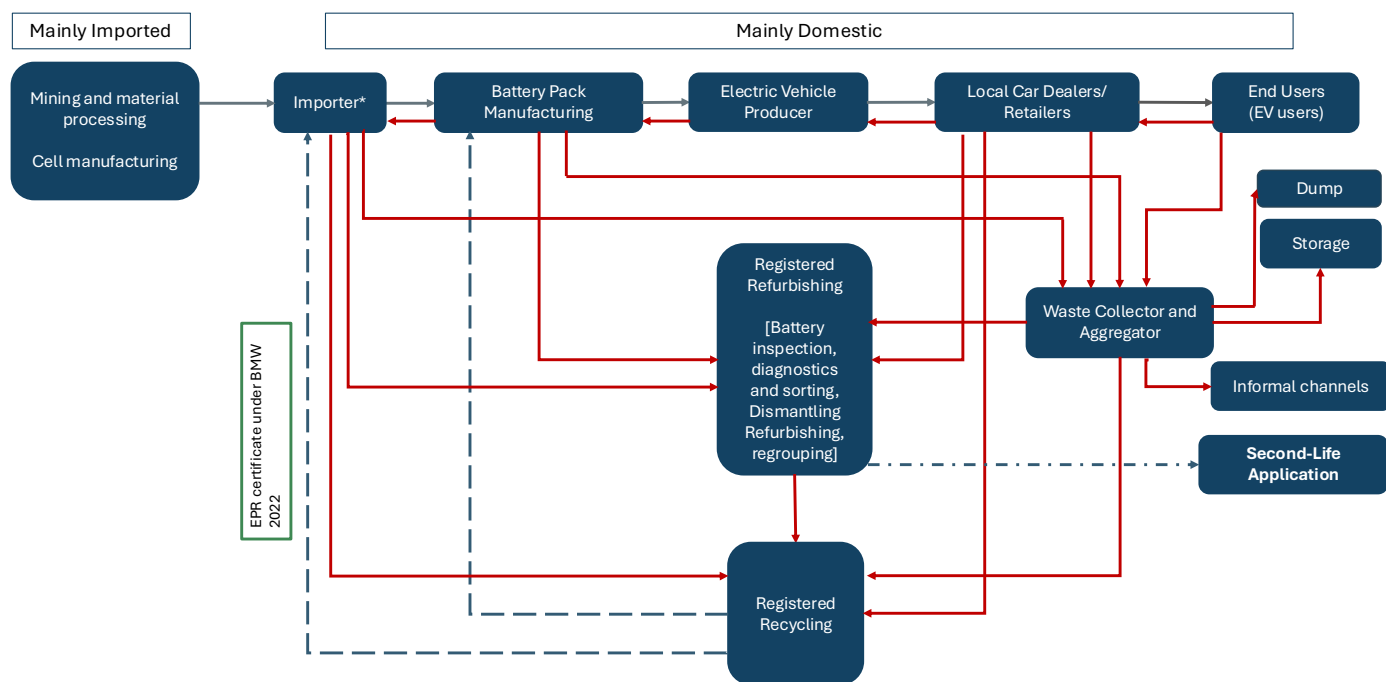 Mainly Imported
Mainly Domestic
Mining and material
processing
Cell manufacturing
Importer*
Battery Pack
Manufacturing
Electric Vehicle
Producer
Local Car Dealers/
Retailers
End Users
(EV users)
Dump
Storage
Registered
Refurbishing
[Battery
inspection,
diagnostics
and sorting,
Dismantling
Refurbishing,
regrouping]
Waste Collector and
Aggregator
Informal channels
EPR certificate under BMW
2022
Second-Life
Application
Registered
Recycling